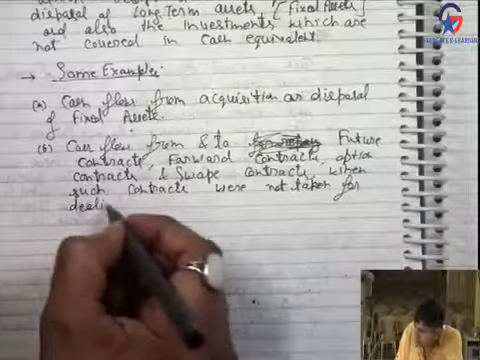 disposal of Long Term assets, [Fixed Assets]
and also the investments which are
not covered in Cash equivalent.
→ Some Examples
(a) Cash flows from acquisition or disposal
of Fixed Assets.
(b) Cash flow from & to Future
Contracts, Forward Contracts, option
Contracts & Swaps Contracts, when
such Contracts were not taken for
deali